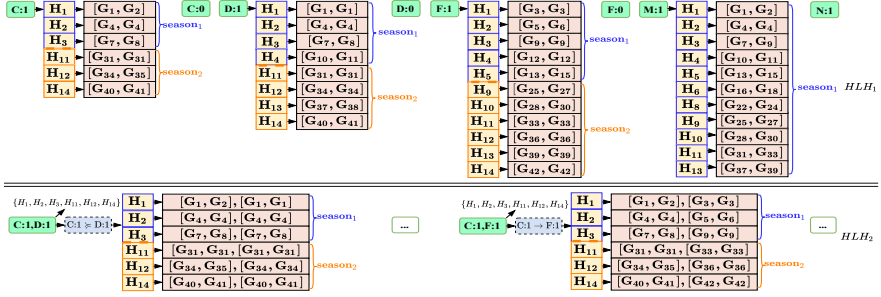 C:1
H₁ [G₁, G₂]
H₂ [G₄, G₄]
H₃ [G₇, G₈]
season₁
H₁₁ [G₃₁, G₃₁]
H₁₂ [G₃₄, G₃₅]
H₁₄ [G₄₀, G₄₁]
season₂
C:0
D:1
H₁ [G₁, G₁]
H₂ [G₄, G₄]
H₃ [G₇, G₈]
H₄ [G₁₀, G₁₁]
season₁
H₁₁ [G₃₁, G₃₁]
H₁₂ [G₃₄, G₃₄]
H₁₃ [G₃₇, G₃₈]
H₁₄ [G₄₀, G₄₁]
season₂
D:0
F:1
H₁ [G₃, G₃]
H₂ [G₅, G₆]
H₃ [G₉, G₉]
H₄ [G₁₂, G₁₂]
H₅ [G₁₃, G₁₅]
season₁
H₉ [G₂₅, G₂₇]
H₁₀ [G₂₈, G₃₀]
H₁₁ [G₃₃, G₃₃]
H₁₂ [G₃₆, G₃₆]
H₁₃ [G₃₉, G₃₉]
H₁₄ [G₄₂, G₄₂]
season₂
F:0
M:1
H₁ [G₁, G₂]
H₂ [G₄, G₄]
H₃ [G₇, G₉]
H₄ [G₁₀, G₁₁]
H₅ [G₁₃, G₁₅]
H₆ [G₁₆, G₁₈]
H₈ [G₂₂, G₂₄]
H₉ [G₂₅, G₂₇]
H₁₀ [G₂₈, G₃₀]
H₁₁ [G₃₁, G₃₃]
H₁₃ [G₃₇, G₃₉]
season₁
N:1
HLH₁
{H₁, H₂, H₃, H₁₁, H₁₂, H₁₄}
C:1,D:1
C:1 ≽ D:1
H₁ [G₁, G₂],[G₁, G₁]
H₂ [G₄, G₄],[G₄, G₄]
H₃ [G₇, G₈],[G₇, G₈]
season₁
H₁₁ [G₃₁, G₃₁],[G₃₁, G₃₁]
H₁₂ [G₃₄, G₃₅],[G₃₄, G₃₄]
H₁₄ [G₄₀, G₄₁],[G₄₀, G₄₁]
season₂
...
{H₁, H₂, H₃, H₁₁, H₁₂, H₁₄}
C:1,F:1
C:1 → F:1
H₁ [G₁, G₂],[G₃, G₃]
H₂ [G₄, G₄],[G₅, G₆]
H₃ [G₇, G₈],[G₉, G₉]
season₁
H₁₁ [G₃₁, G₃₁],[G₃₃, G₃₃]
H₁₂ [G₃₄, G₃₅],[G₃₆, G₃₆]
H₁₄ [G₄₀, G₄₁],[G₄₂, G₄₂]
season₂
...
HLH₂